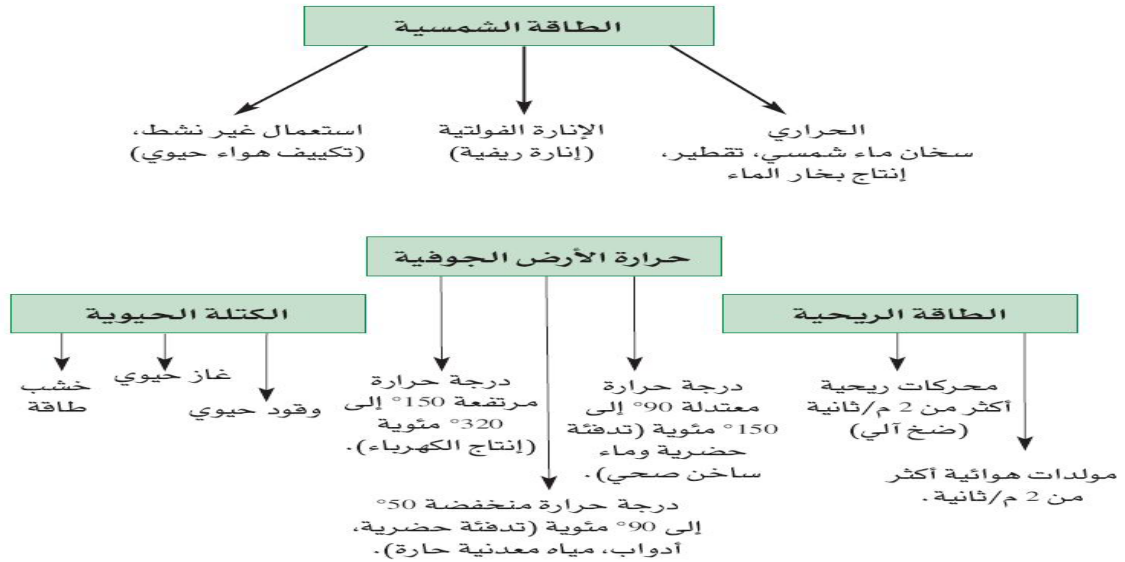 الطاقة الشمسية
الحراري
سخان ماء شمسي، تقطير،
إنتاج بخار الماء
الإنارة الفولتية
(إنارة ريفية)
استعمال غير نشط،
(تكييف هواء حيوي)
حرارة الأرض الجوفية
الطاقة الريحية
الكتلة الحيوية
محركات ريحية
أكثر من 2 م/ثانية
(ضخ آلي)
مولدات هوائية أكثر
من 2 م/ثانية.
درجة حرارة
معتدلة 90° إلى
150° مئوية (تدفئة
حضرية وماء
ساخن صحي).
درجة حرارة منخفضة 50°
إلى 90° مئوية (تدفئة حضرية،
أدواب، مياه معدنية حارة).
درجة حرارة
مرتفعة 150° إلى
320° مئوية
(إنتاج الكهرباء).
وقود حيوي
غاز حيوي
خشب
طاقة